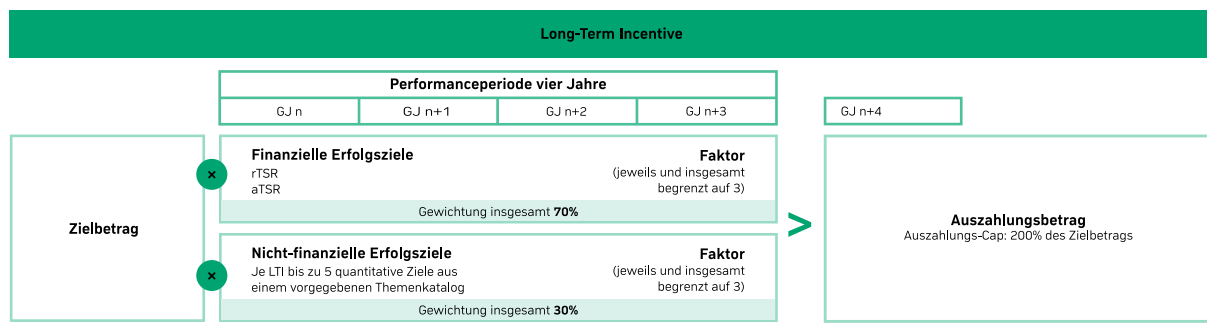 Long-Term Incentive
Performanceperiode vier Jahre
GJ n
GJ n+1
GJ n+2
GJ n+3
GJ n+4
Zielbetrag
×
Finanzielle Erfolgsziele
rTSR
aTSR
Faktor
(jeweils und insgesamt
begrenzt auf 3)
Gewichtung insgesamt 70%
×
Nicht-finanzielle Erfolgsziele
Je LTI bis zu 5 quantitative Ziele aus
einem vorgegebenen Themenkatalog
Faktor
(jeweils und insgesamt
begrenzt auf 3)
Gewichtung insgesamt 30%
>
Auszahlungsbetrag
Auszahlungs-Cap: 200% des Zielbetrags